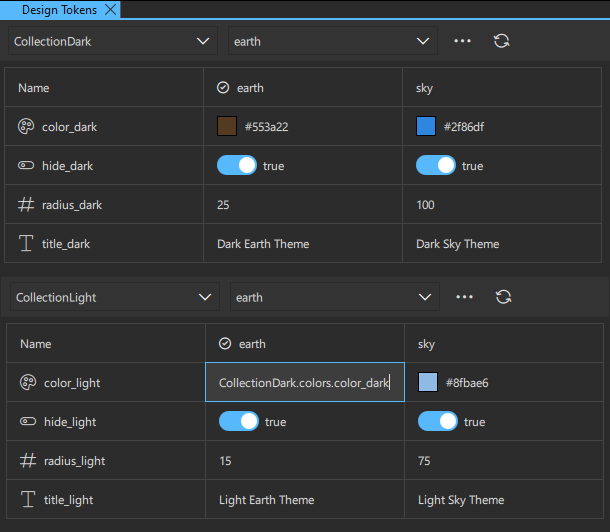 Design Tokens
CollectionDark earth
Name earth sky
color_dark #553a22 #2f86df
hide_dark true true
radius_dark 25 100
title_dark Dark Earth Theme Dark Sky Theme
CollectionLight earth
Name earth sky
color_light CollectionDark.colors.color_dark #8fbae6
hide_light true true
radius_light 15 75
title_light Light Earth Theme Light Sky Theme